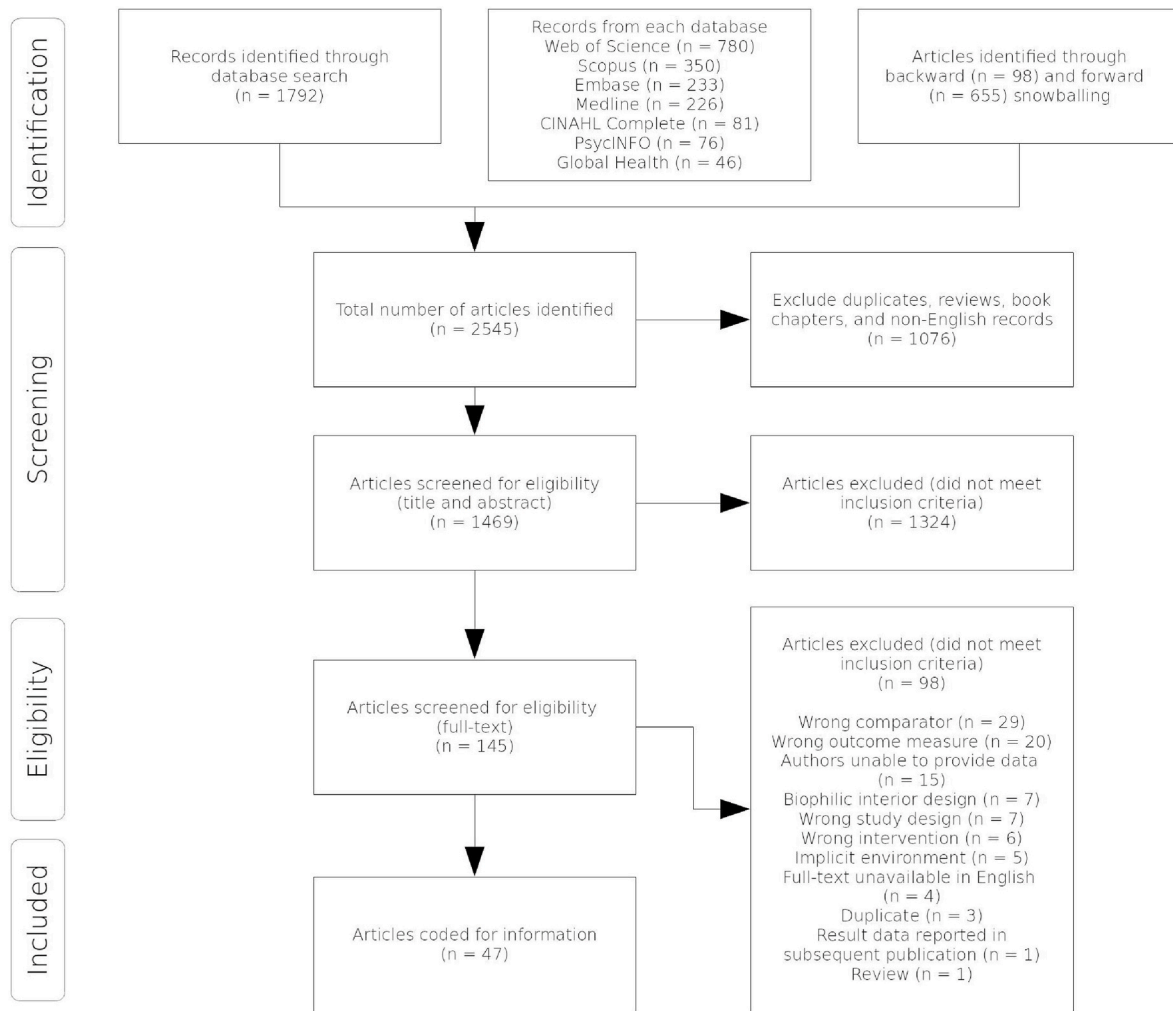 Identification
Records identified through
database search
(n = 1792)
Records from each database
Web of Science (n = 780)
Scopus (n = 350)
Embase (n = 233)
Medline (n = 226)
CINAHL Complete (n = 81)
PsycINFO (n = 76)
Global Health (n = 46)
Articles identified through
backward (n = 98) and forward
(n = 655) snowballing
Screening
Total number of articles identified
(n = 2545)
Exclude duplicates, reviews, book
chapters, and non-English records
(n = 1076)
Articles screened for eligibility
(title and abstract)
(n = 1469)
Articles excluded (did not meet
inclusion criteria)
(n = 1324)
Eligibility
Articles screened for eligibility
(full-text)
(n = 145)
Articles excluded (did not meet
inclusion criteria)
(n = 98)
Wrong comparator (n = 29)
Wrong outcome measure (n = 20)
Authors unable to provide data
(n = 15)
Biophilic interior design (n = 7)
Wrong study design (n = 7)
Wrong intervention (n = 6)
Implicit environment (n = 5)
Full-text unavailable in English
(n = 4)
Duplicate (n = 3)
Result data reported in
subsequent publication (n = 1)
Review (n = 1)
Included
Articles coded for information
(n = 47)